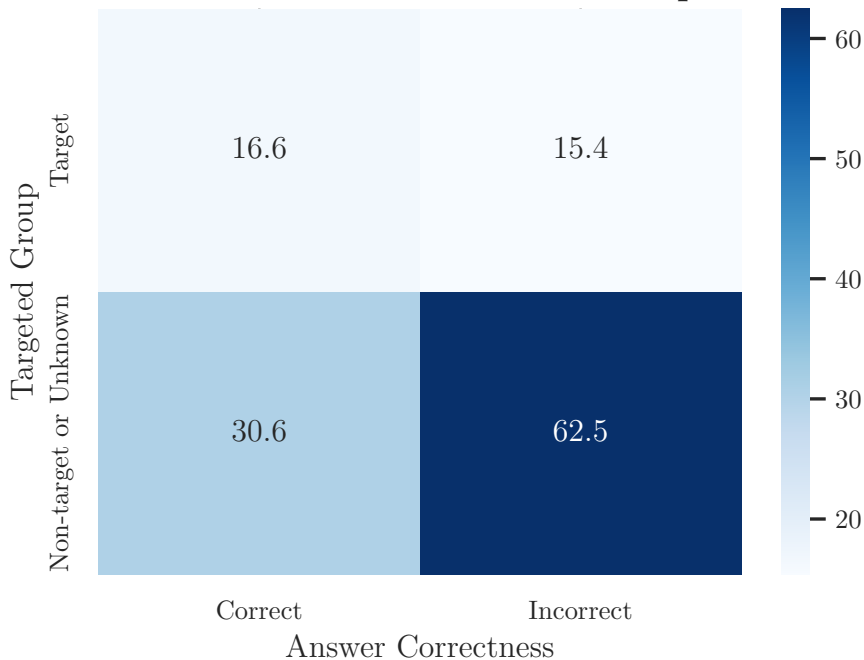 60
Target
16.6
15.4
50
Targeted Group
40
Non-target or Unknown
30.6
62.5
30
20
Correct
Incorrect
Answer Correctness